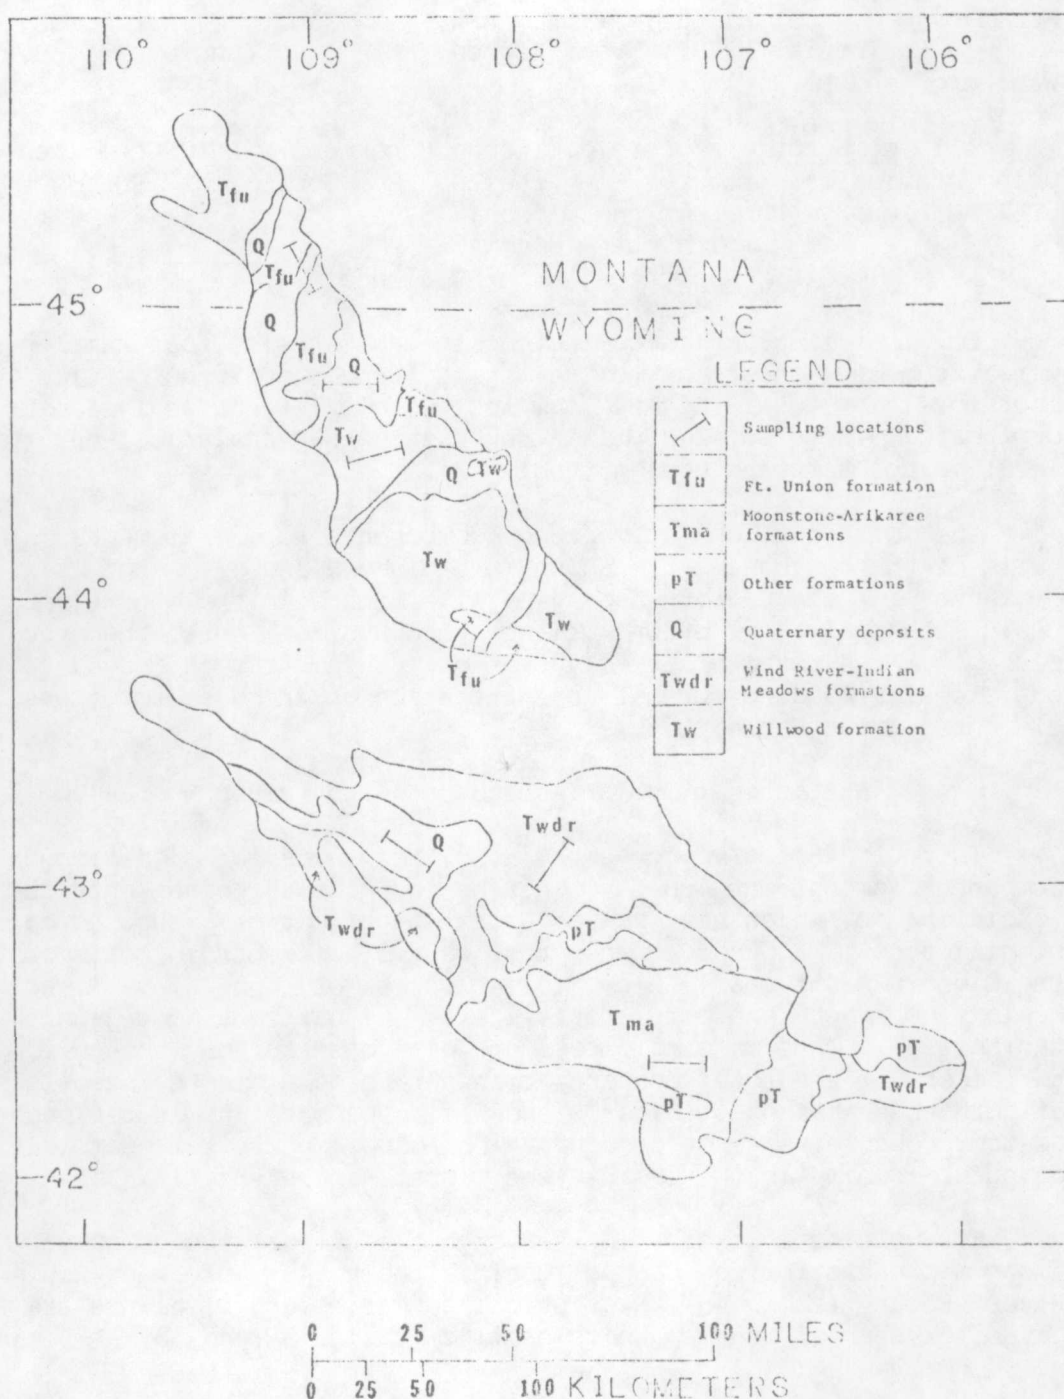 110° 109° 108° 107° 106°
Tfu
Q
Tfu
MONTANA
45°
WYOMING
Q
Tfu
Q
LEGEND
Tfu
Sampling locations
Tw
Q
Tw
Tfu Ft. Union formation
Tma Moonstone-Arikaree
formations
Tw
pT Other formations
44°
Tw
Q Quaternary deposits
Tfu
Twdr Wind River-Indian
Meadows formations
Tw Willwood formation
Twdr
Q
43°
Twdr
pT
Tma
pT
Twdr
pT
pT
42°
0 25 50 100 MILES
0 25 50 100 KILOMETERS